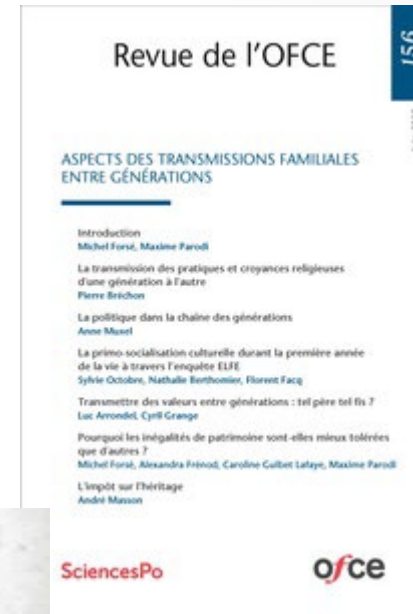 Revue de l'OFCE
156
ASPECTS DES TRANSMISSIONS FAMILIALES
ENTRE GÉNÉRATIONS
Introduction
Michel Forsé, Maxime Parodi
La transmission des pratiques et croyances religieuses
d'une génération à l'autre
Pierre Bréchon
La politique dans la chaîne des générations
Anne Muxel
La primo-socialisation culturelle durant la première année
de la vie à travers l'enquête ELFE
Sylvie Octobre, Nathalie Berthomier, Florent Facq
Transmettre des valeurs entre générations : tel père tel fils ?
Luc Arrondel, Cyril Grange
Pourquoi les inégalités de patrimoine sont-elles mieux tolérées
que d'autres ?
Michel Forsé, Alexandra Frénod, Caroline Guibet Lafaye, Maxime Parodi
L'impôt sur l'héritage
André Masson
SciencesPo
ofce